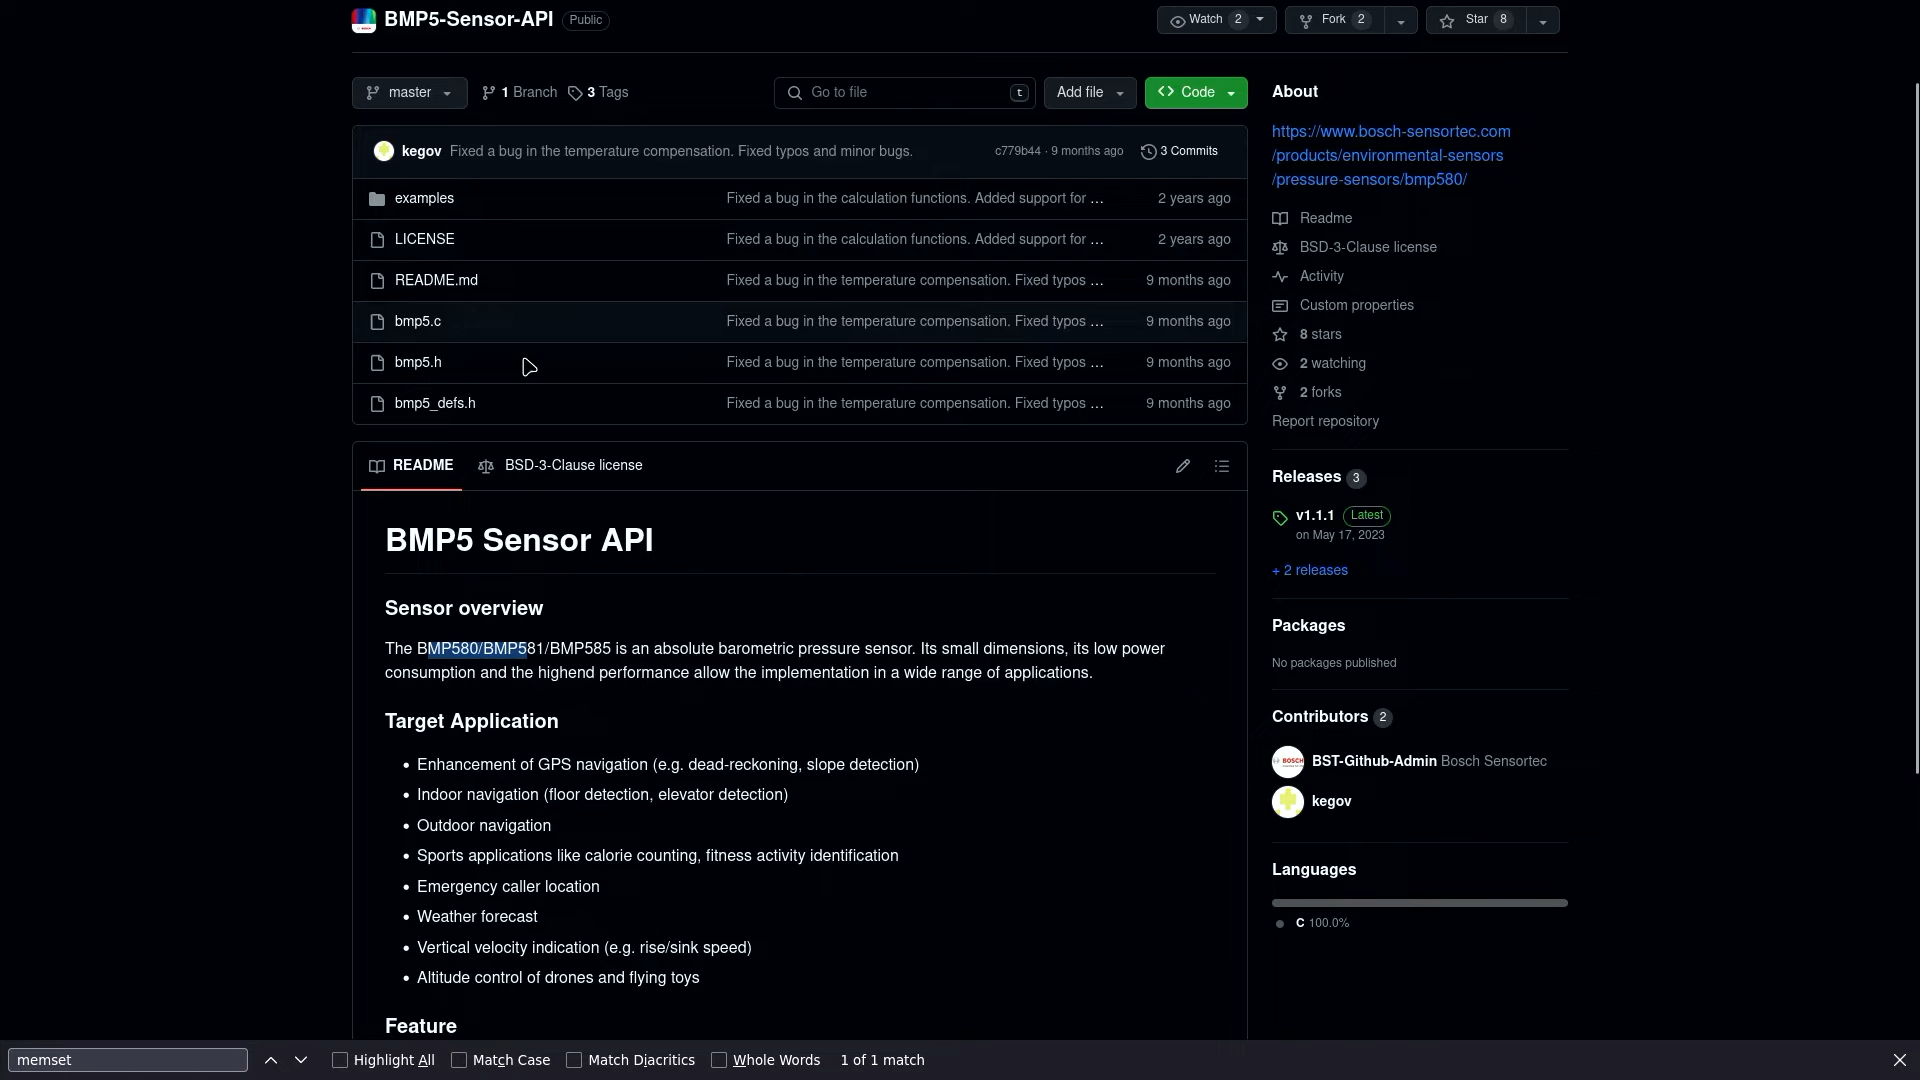 BMP5-Sensor-API Public Watch 2 Fork 2 Star 8
master 1 Branch 3 Tags Go to file t Add file Code
kegov Fixed a bug in the temperature compensation. Fixed typos and minor bugs. c779b44 · 9 months ago 3 Commits
examples Fixed a bug in the calculation functions. Added support for ... 2 years ago
LICENSE Fixed a bug in the calculation functions. Added support for ... 2 years ago
README.md Fixed a bug in the temperature compensation. Fixed typos ... 9 months ago
bmp5.c Fixed a bug in the temperature compensation. Fixed typos ... 9 months ago
bmp5.h Fixed a bug in the temperature compensation. Fixed typos ... 9 months ago
bmp5_defs.h Fixed a bug in the temperature compensation. Fixed typos ... 9 months ago
README BSD-3-Clause license
BMP5 Sensor API
Sensor overview
The BMP580/BMP581/BMP585 is an absolute barometric pressure sensor. Its small dimensions, its low power
consumption and the highend performance allow the implementation in a wide range of applications.
Target Application
• Enhancement of GPS navigation (e.g. dead-reckoning, slope detection)
• Indoor navigation (floor detection, elevator detection)
• Outdoor navigation
• Sports applications like calorie counting, fitness activity identification
• Emergency caller location
• Weather forecast
• Vertical velocity indication (e.g. rise/sink speed)
• Altitude control of drones and flying toys
Feature
About
https://www.bosch-sensortec.com
/products/environmental-sensors
/pressure-sensors/bmp580/
Readme
BSD-3-Clause license
Activity
Custom properties
8 stars
2 watching
2 forks
Report repository
Releases 3
v1.1.1 Latest
on May 17, 2023
+ 2 releases
Packages
No packages published
Contributors 2
BOSCH
BST-Github-Admin Bosch Sensortec
kegov
Languages
C 100.0%
memset Highlight All Match Case Match Diacritics Whole Words 1 of 1 match